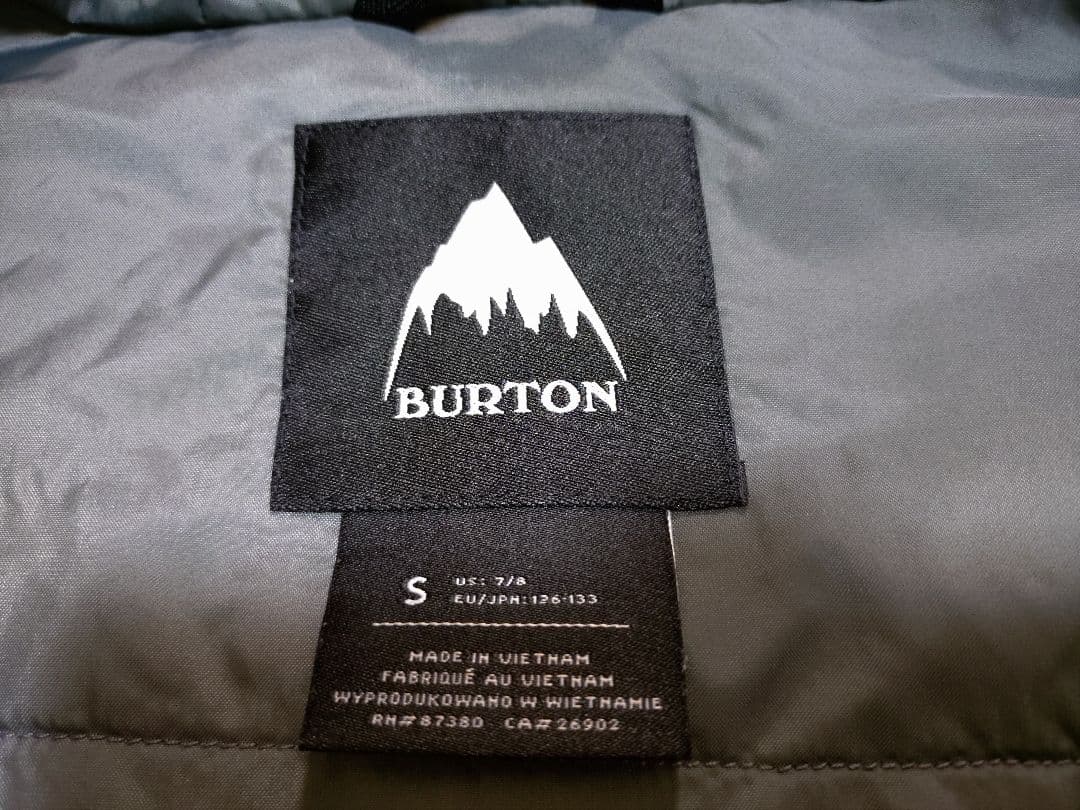 BURTON
S US: 7/8
EU/JPN: 126-133
MADE IN VIETNAM
FABRIQUÉ AU VIETNAM
WYPRODUKOWANO W WIETNAMIE
RN# 87380 CA# 26902